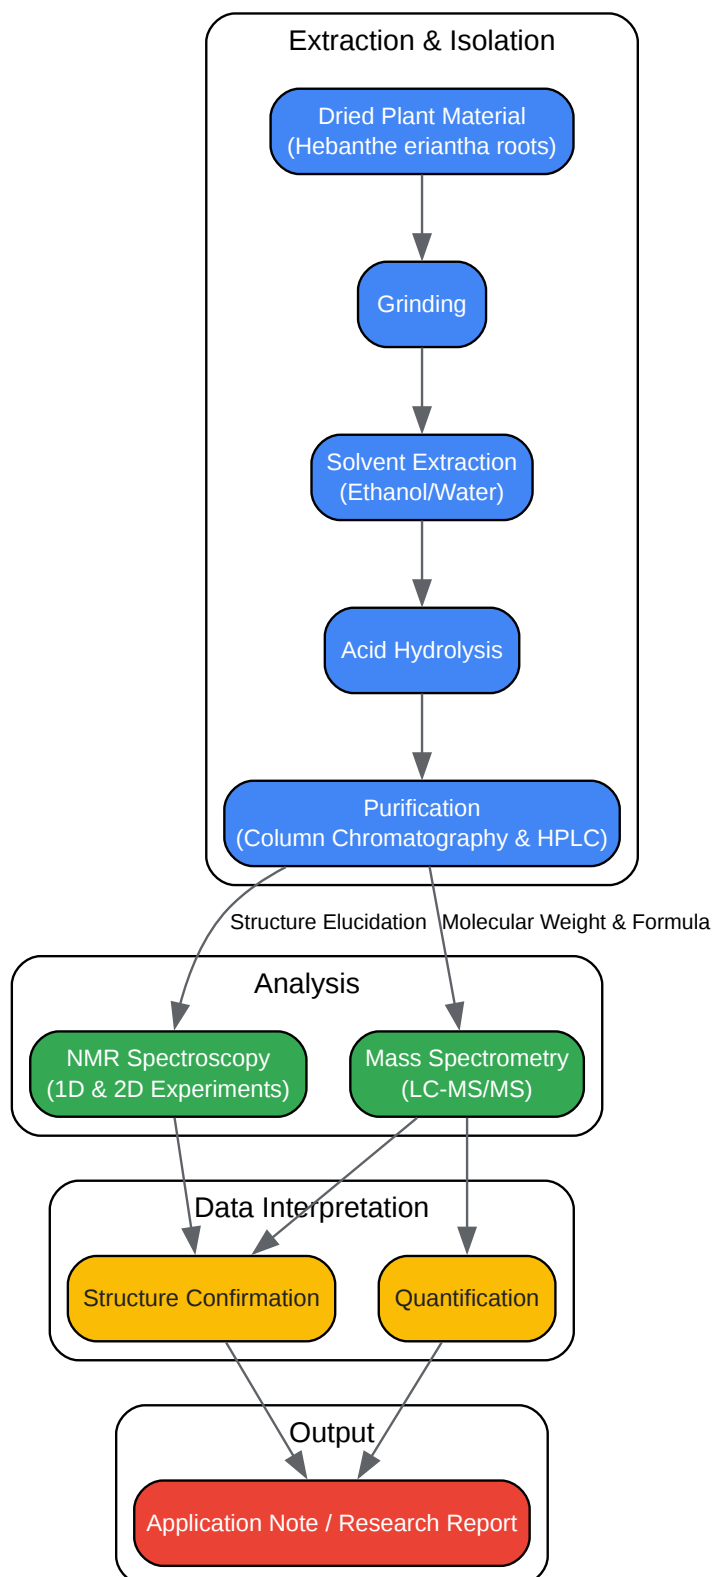 Extraction & Isolation
Dried Plant Material
(Hebanthe eriantha roots)
Grinding
Solvent Extraction
(Ethanol/Water)
Acid Hydrolysis
Purification
(Column Chromatography & HPLC)
Structure Elucidation
Molecular Weight & Formula
Analysis
NMR Spectroscopy
(1D & 2D Experiments)
Mass Spectrometry
(LC-MS/MS)
Data Interpretation
Structure Confirmation
Quantification
Output
Application Note / Research Report